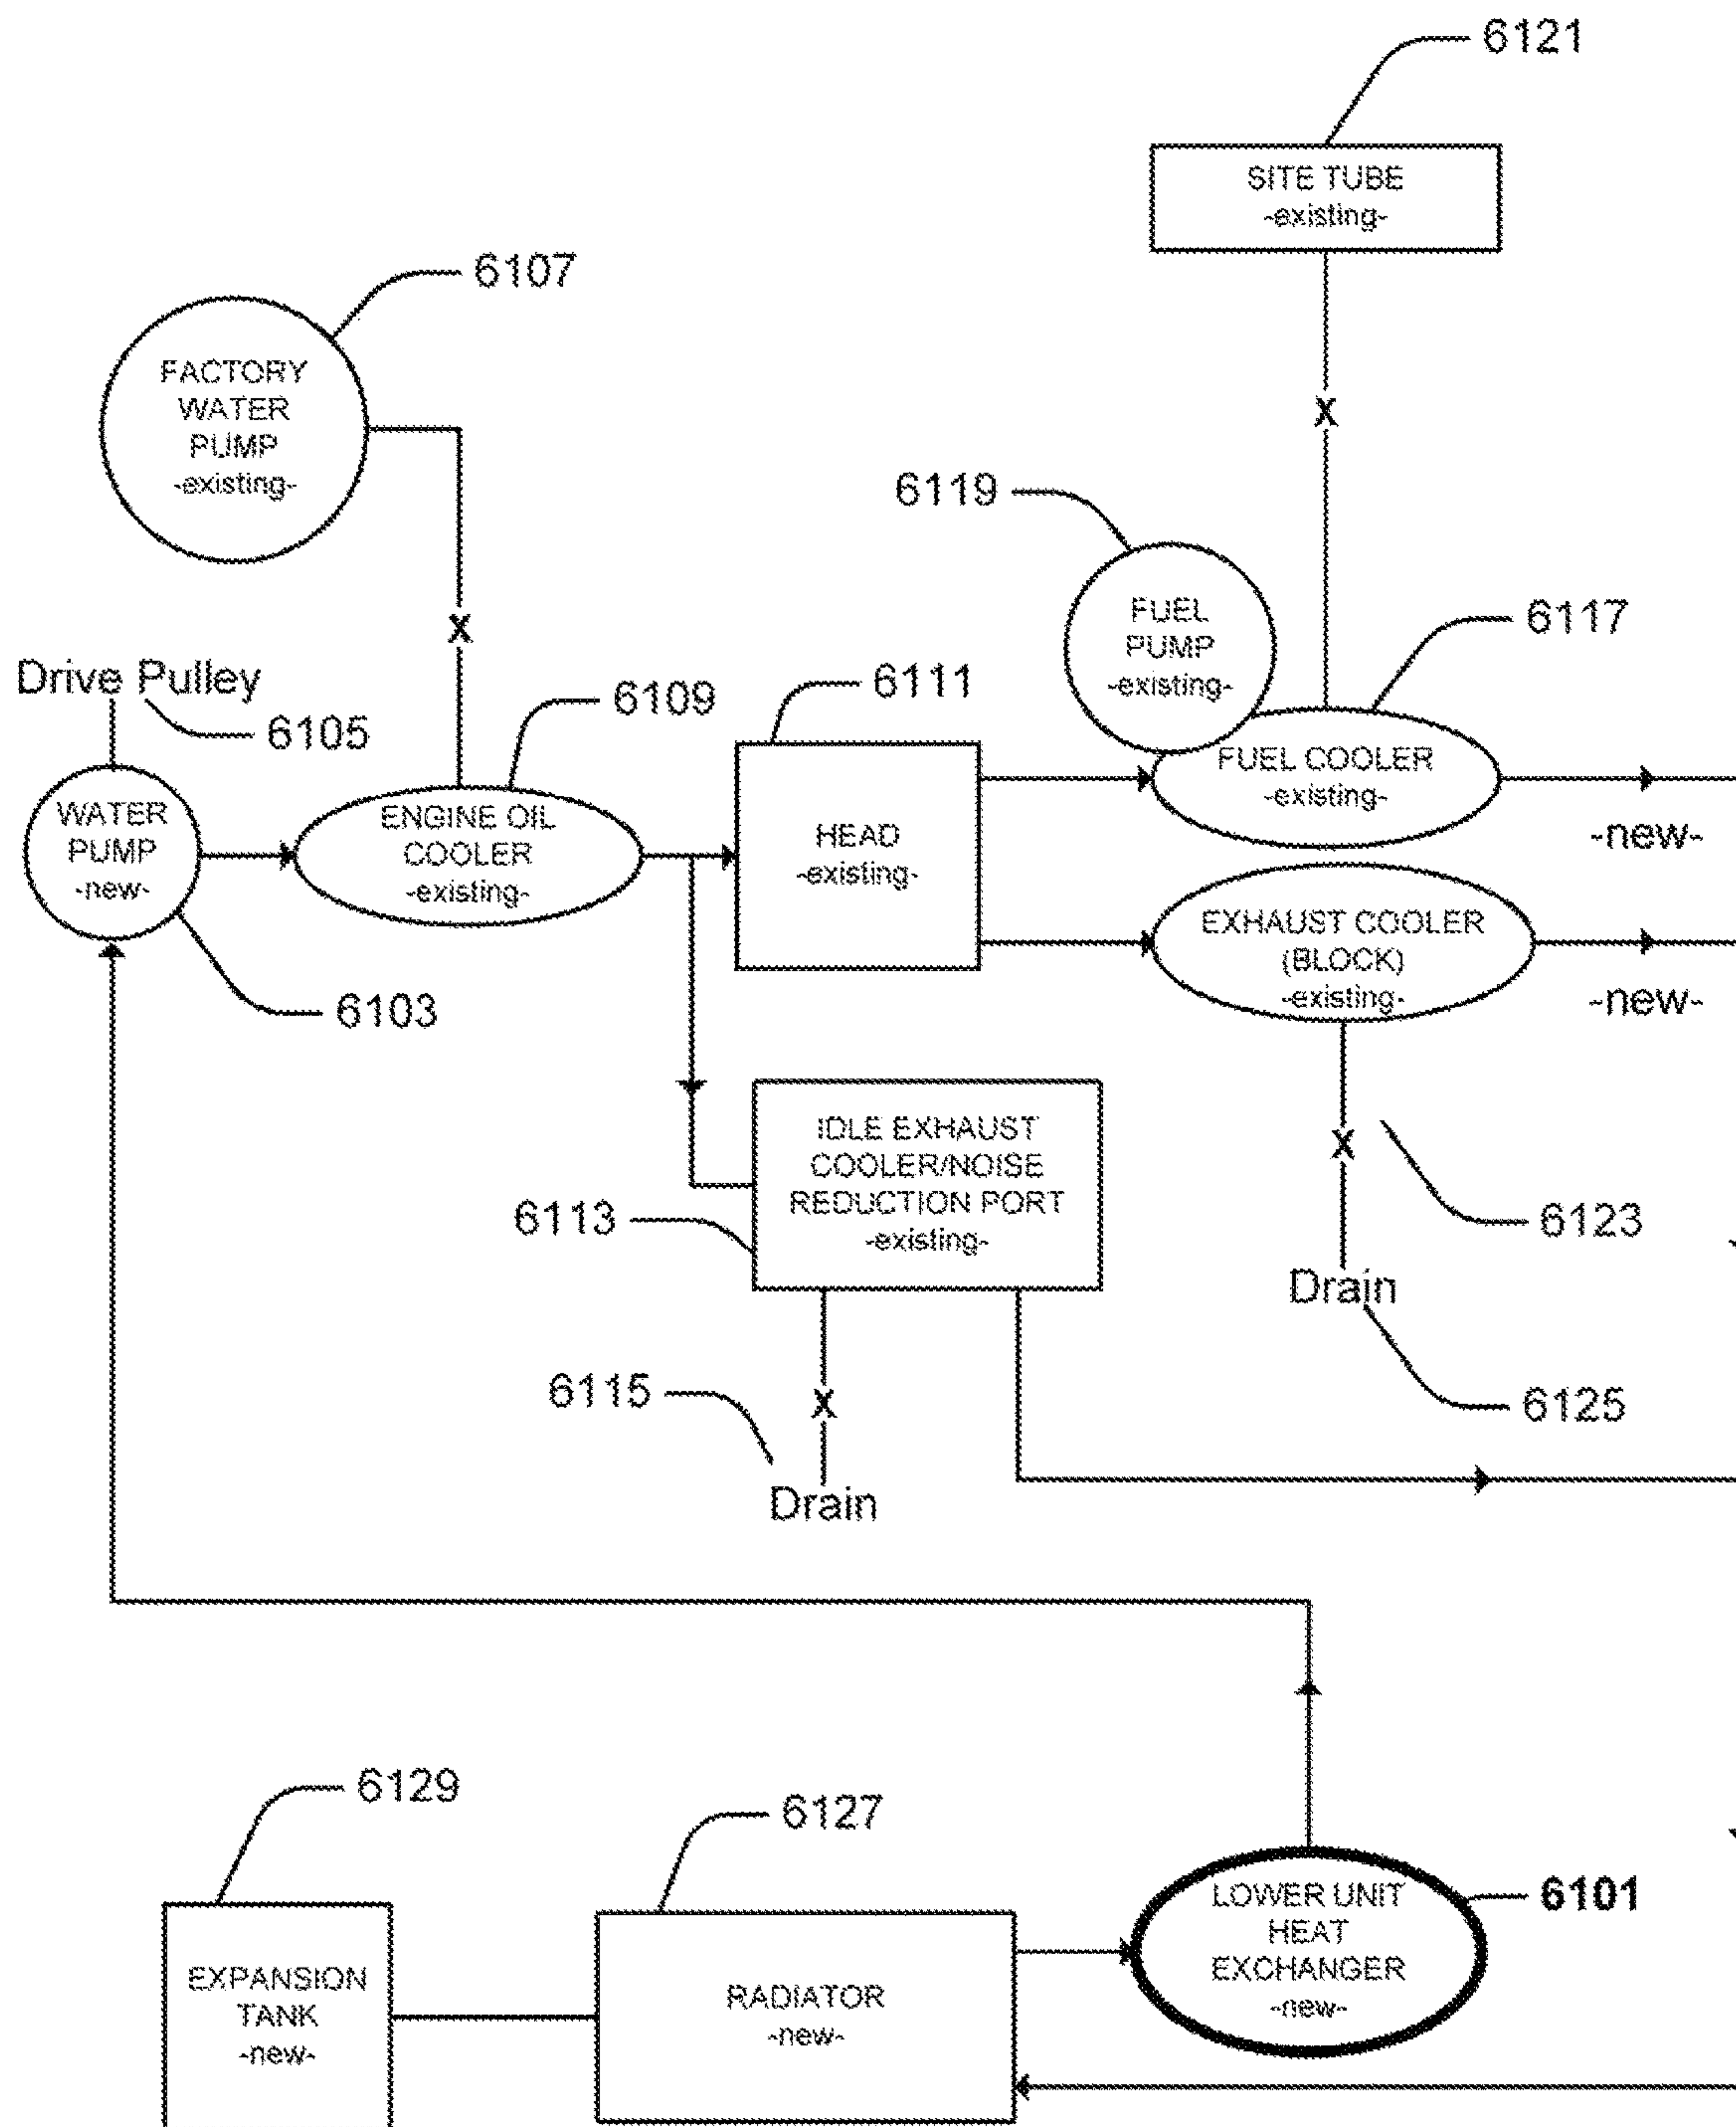 6121
SITE TUBE
-existing-
6107
FACTORY
WATER
PUMP
-existing-
X
X
6119
FUEL
PUMP
-existing-
6117
Drive Pulley
6105
6109
6111
WATER
PUMP
-new-
ENGINE OIL
COOLER
-existing-
HEAD
-existing-
FUEL COOLER
-existing-
-new-
EXHAUST COOLER
(BLOCK)
-existing-
-new-
6103
IDLE EXHAUST
COOLER/NOISE
REDUCTION PORT
-existing-
6113
X
6123
Drain
6125
6115
X
Drain
6129
6127
LOWER UNIT
HEAT
EXCHANGER
-new-
6101
EXPANSION
TANK
-new-
RADIATOR
-new-